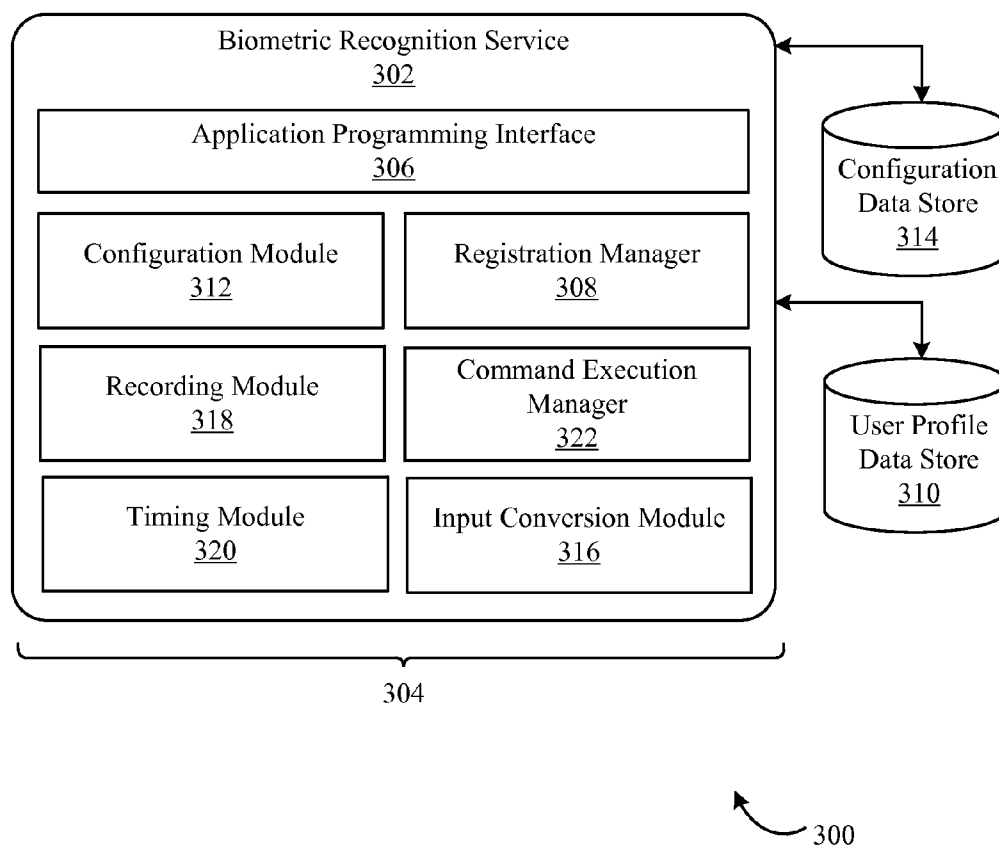 Biometric Recognition Service
302
Application Programming Interface
306
Configuration Module
312
Registration Manager
308
Recording Module
318
Command Execution
Manager
322
Timing Module
320
Input Conversion Module
316
Configuration
Data Store
314
User Profile
Data Store
310
304
300